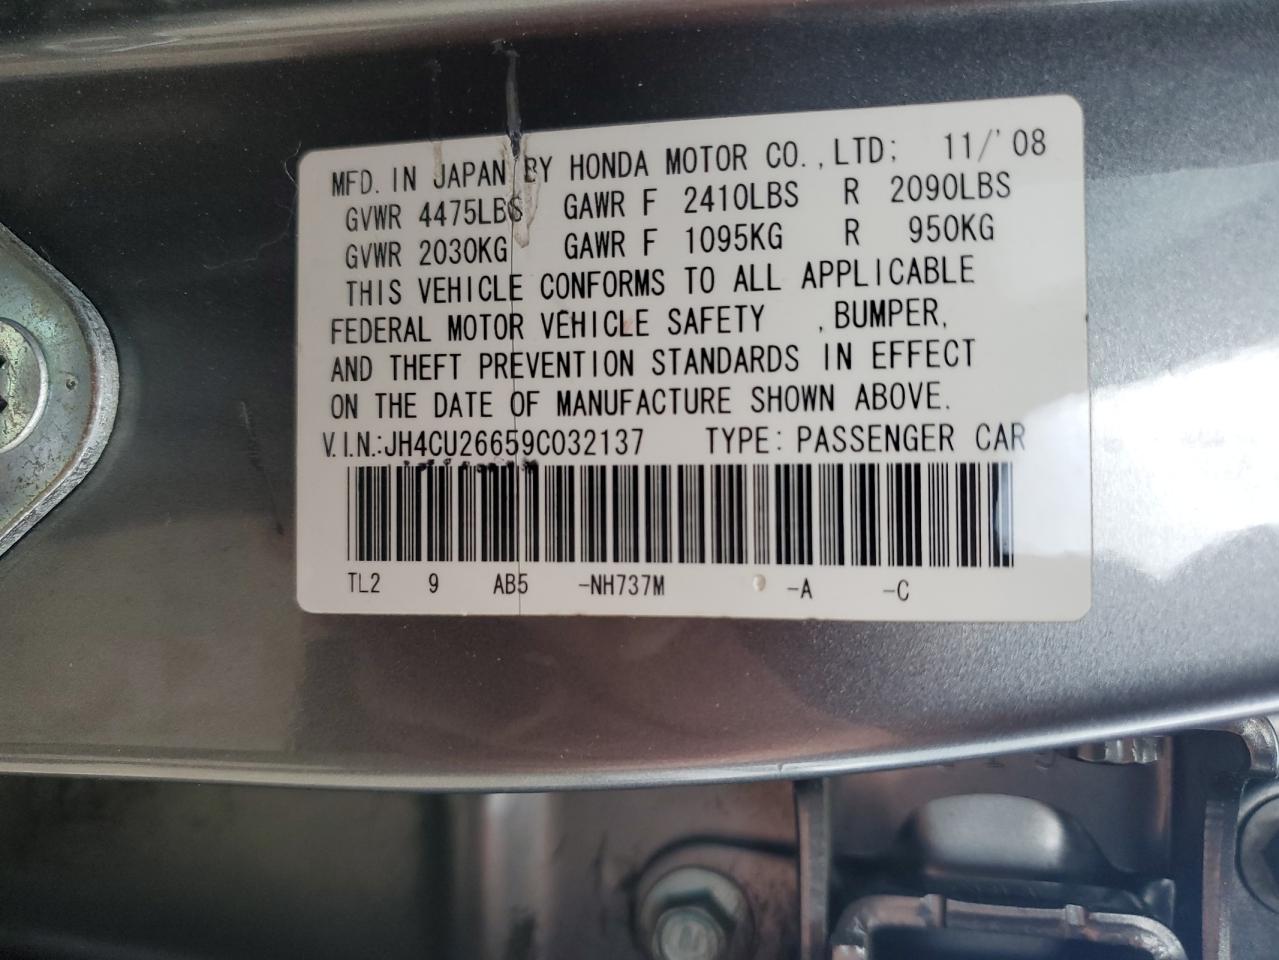 MFD. IN JAPAN BY HONDA MOTOR CO.,LTD; 11/'08
GVWR 4475LBS GAWR F 2410LBS R 2090LBS
GVWR 2030KG GAWR F 1095KG R 950KG
THIS VEHICLE CONFORMS TO ALL APPLICABLE
FEDERAL MOTOR VEHICLE SAFETY ,BUMPER,
AND THEFT PREVENTION STANDARDS IN EFFECT
ON THE DATE OF MANUFACTURE SHOWN ABOVE.
V.I.N.:JH4CU26659C032137 TYPE: PASSENGER CAR
TL2 9 AB5 -NH737M -A -C